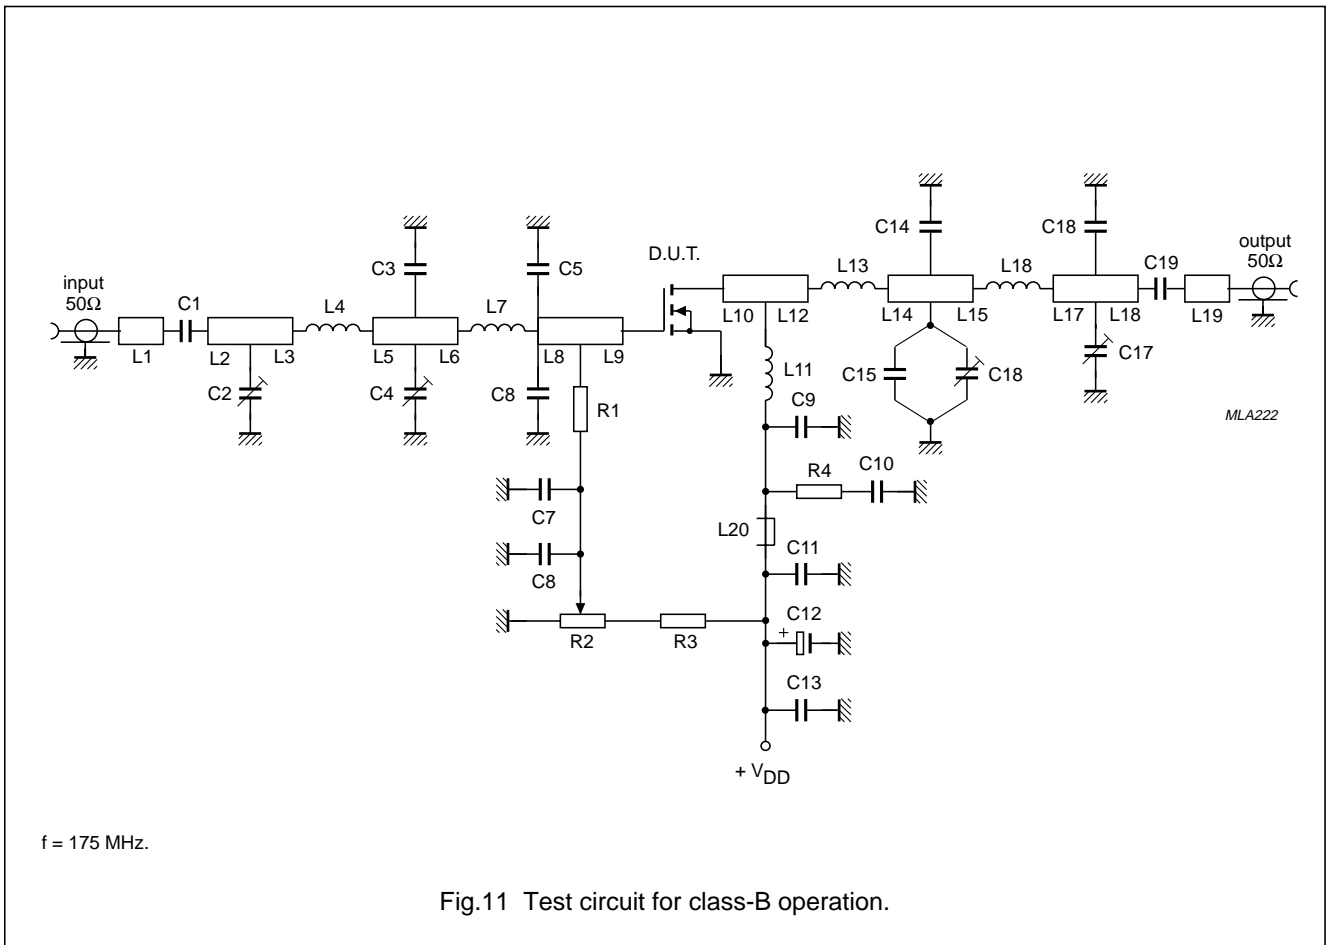 input
50Ω
C1
L1
L2
L3
C2
L4
C3
L5
L6
C4
L7
C5
L8
L9
C8
R1
C7
C8
R2
R3
D.U.T.
L10
L12
L11
C9
R4
C10
L20
C11
C12
+
C13
+ VDD
L13
C14
L14
L15
C15
C18
L18
C18
L17
L18
C17
C19
L19
output
50Ω
MLA222
f = 175 MHz.
Fig.11 Test circuit for class-B operation.